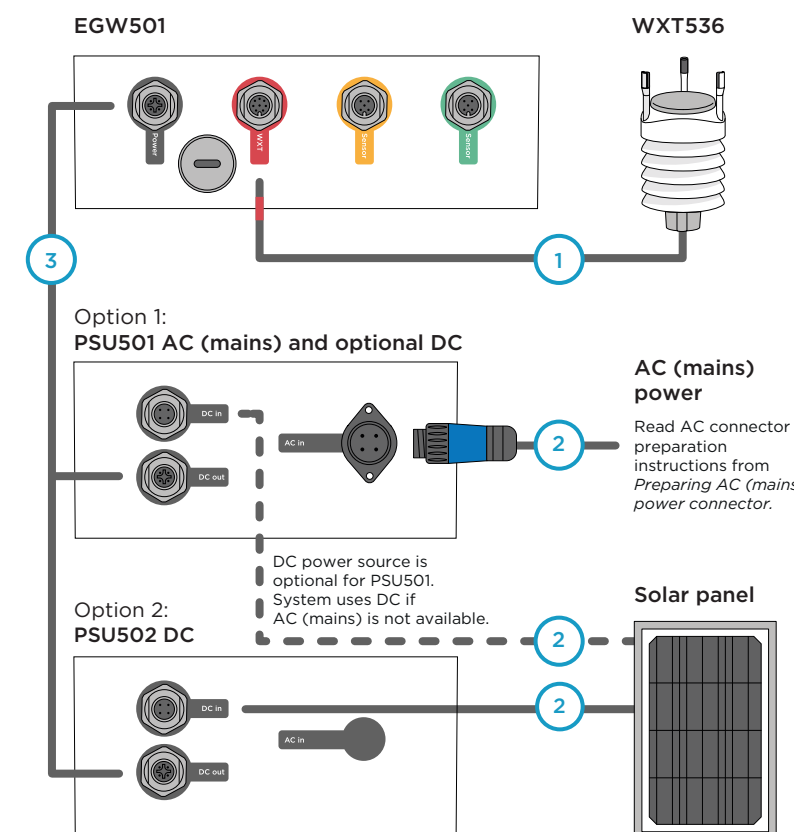 EGW501
WXT536
Power
WXT
Sensor
Sensor
3
1
Option 1:
PSU501 AC (mains) and optional DC
DC in
AC in
DC out
2
AC (mains)
power
Read AC connector
preparation
instructions from
Preparing AC (mains
power connector.
DC power source is
optional for PSU501.
System uses DC if
AC (mains) is not available.
Option 2:
PSU502 DC
Solar panel
2
2
DC in
AC in
DC out